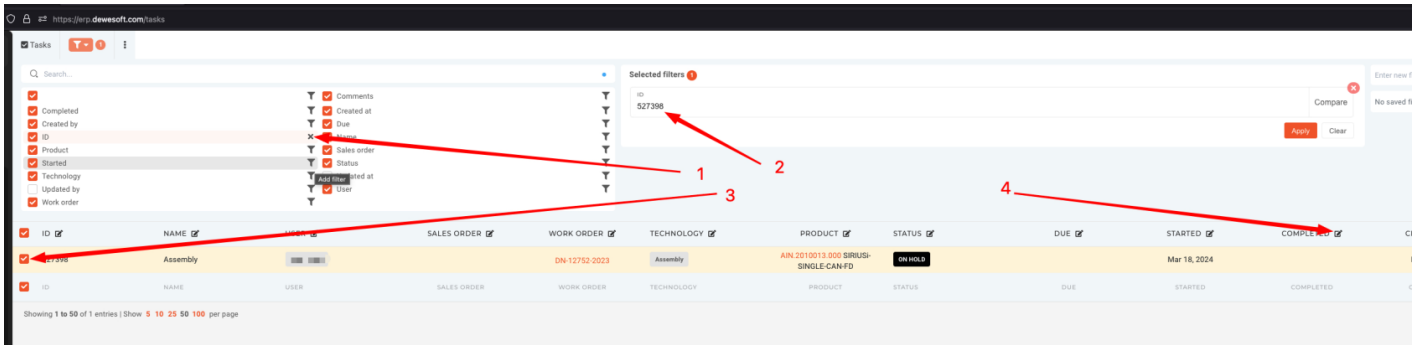 https://erp.dewesoft.com/tasks
Tasks 1
Search...
Selected filters 1
Enter new f
ID
527398
Compare
No saved fi
Apply Clear
Comments
Completed Created at
Created by Due
ID Name
Product Sales order
Started Status
Technology ated at
Add filter
Updated by User
Work order
1
2
3
4
ID NAME USER SALES ORDER WORK ORDER TECHNOLOGY PRODUCT STATUS DUE STARTED COMPLETED
527398 Assembly DN-12752-2023 Assembly AIN.2010013.000 SIRIUSi- ON HOLD Mar 18, 2024
SINGLE-CAN-FD
ID NAME USER SALES ORDER WORK ORDER TECHNOLOGY PRODUCT STATUS DUE STARTED COMPLETED
Showing 1 to 50 of 1 entries | Show 5 10 25 50 100 per page